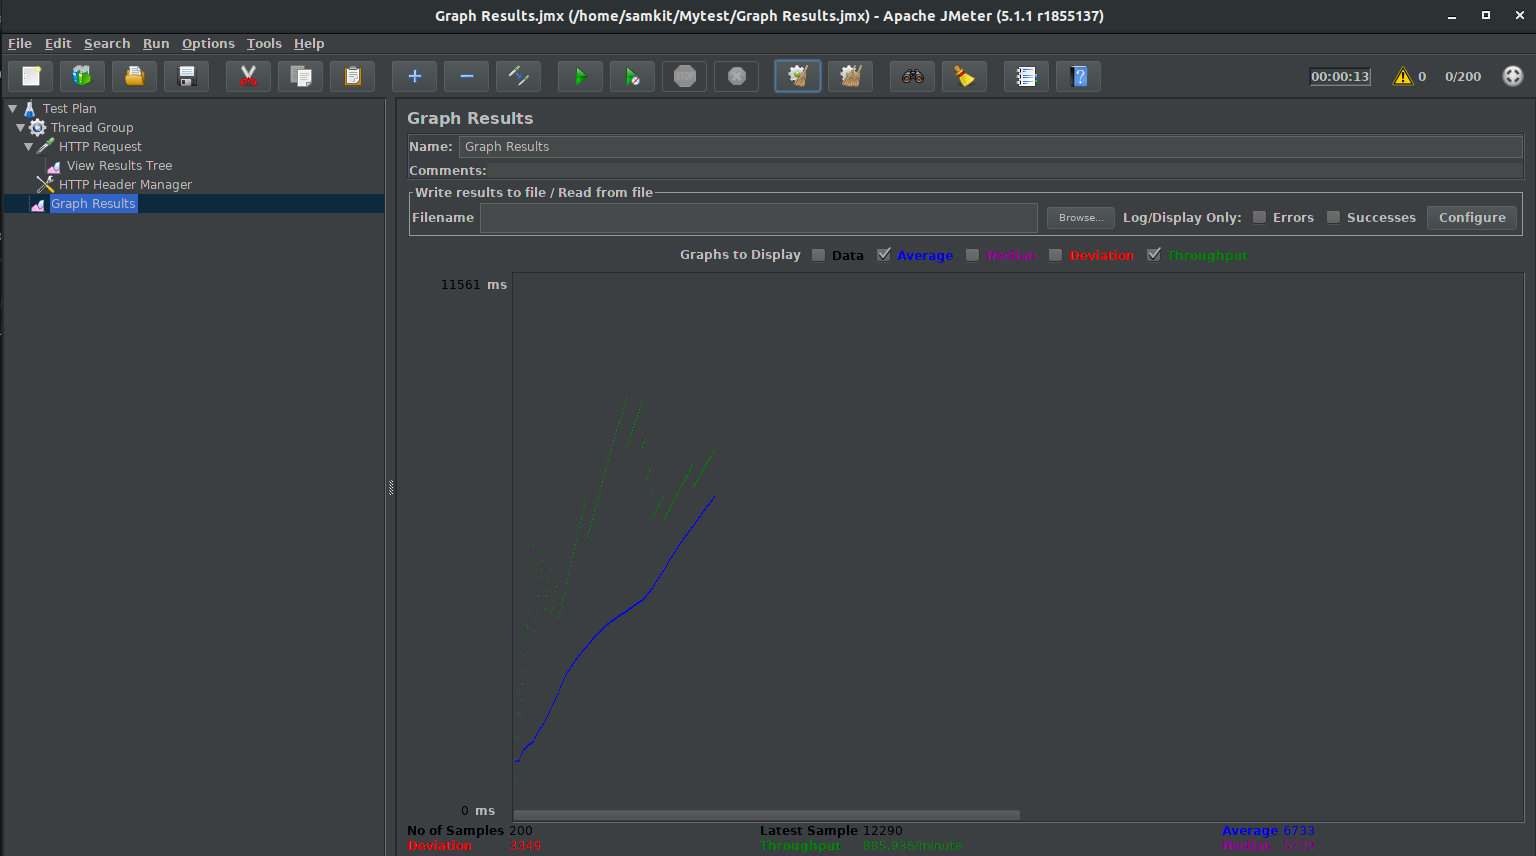 Graph Results.jmx (/home/samkit/Mytest/Graph Results.jmx) - Apache JMeter (5.1.1 r1855137)
File Edit Search Run Options Tools Help
STOP 00:00:13 0 0/200
Test Plan
Thread Group
HTTP Request
View Results Tree
HTTP Header Manager
Graph Results
Graph Results
Name: Graph Results
Comments:
Write results to file / Read from file
Filename Browse... Log/Display Only: Errors Successes Configure
Graphs to Display Data Average Median Deviation Throughput
11561 ms
0 ms
No of Samples 200 Latest Sample 12290 Average 6733
Deviation 3349 Throughput 885.936/minute Median